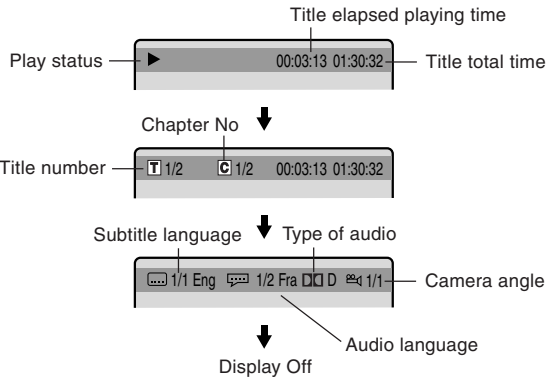 Title elapsed playing time
Play status
00:03:13 01:30:32
Title total time
Chapter No
Title number
T 1/2 C 1/2 00:03:13 01:30:32
Subtitle language
Type of audio
1/1 Eng 1/2 Fra D 1/1
Camera angle
Audio language
Display Off